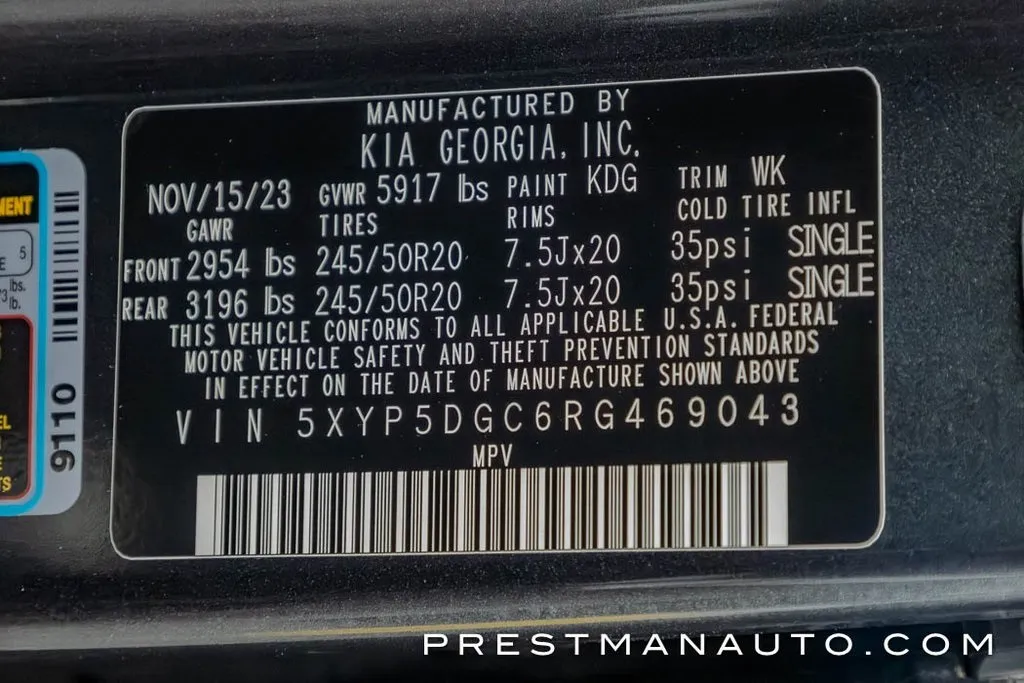 MANUFACTURED BY
KIA GEORGIA, INC.
NOV/15/23 GVWR 5917 lbs PAINT KDG TRIM WK
GAWR TIRES RIMS COLD TIRE INFL
FRONT 2954 lbs 245/50R20 7.5Jx20 35psi SINGLE
REAR 3196 lbs 245/50R20 7.5Jx20 35psi SINGLE
THIS VEHICLE CONFORMS TO ALL APPLICABLE U.S.A. FEDERAL
MOTOR VEHICLE SAFETY AND THEFT PREVENTION STANDARDS
IN EFFECT ON THE DATE OF MANUFACTURE SHOWN ABOVE
VIN 5XYP5DGC6RG469043
MPV
9110
5
lbs.
lb.
PRESTMANAUTO.COM